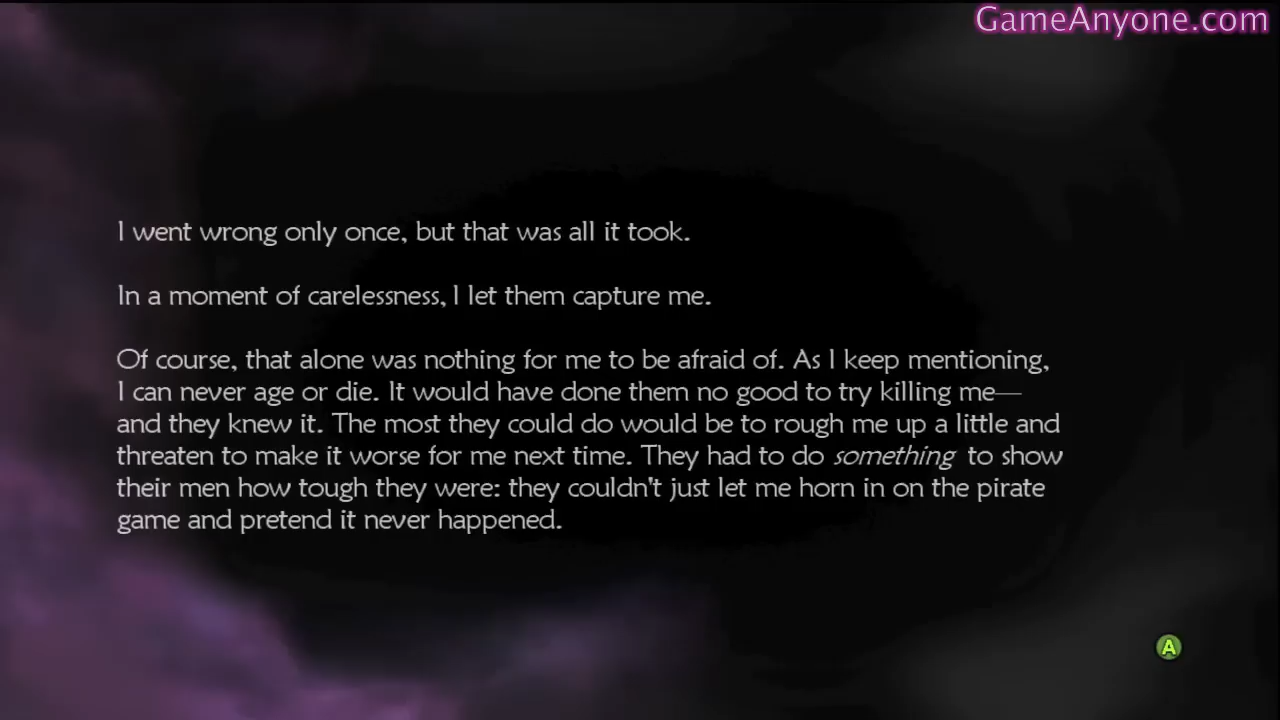 GameAnyone.com
I went wrong only once, but that was all it took.
In a moment of carelessness, I let them capture me.
Of course, that alone was nothing for me to be afraid of. As I keep mentioning,
I can never age or die. It would have done them no good to try killing me—
and they knew it. The most they could do would be to rough me up a little and
threaten to make it worse for me next time. They had to do something to show
their men how tough they were: they couldn't just let me horn in on the pirate
game and pretend it never happened.
A